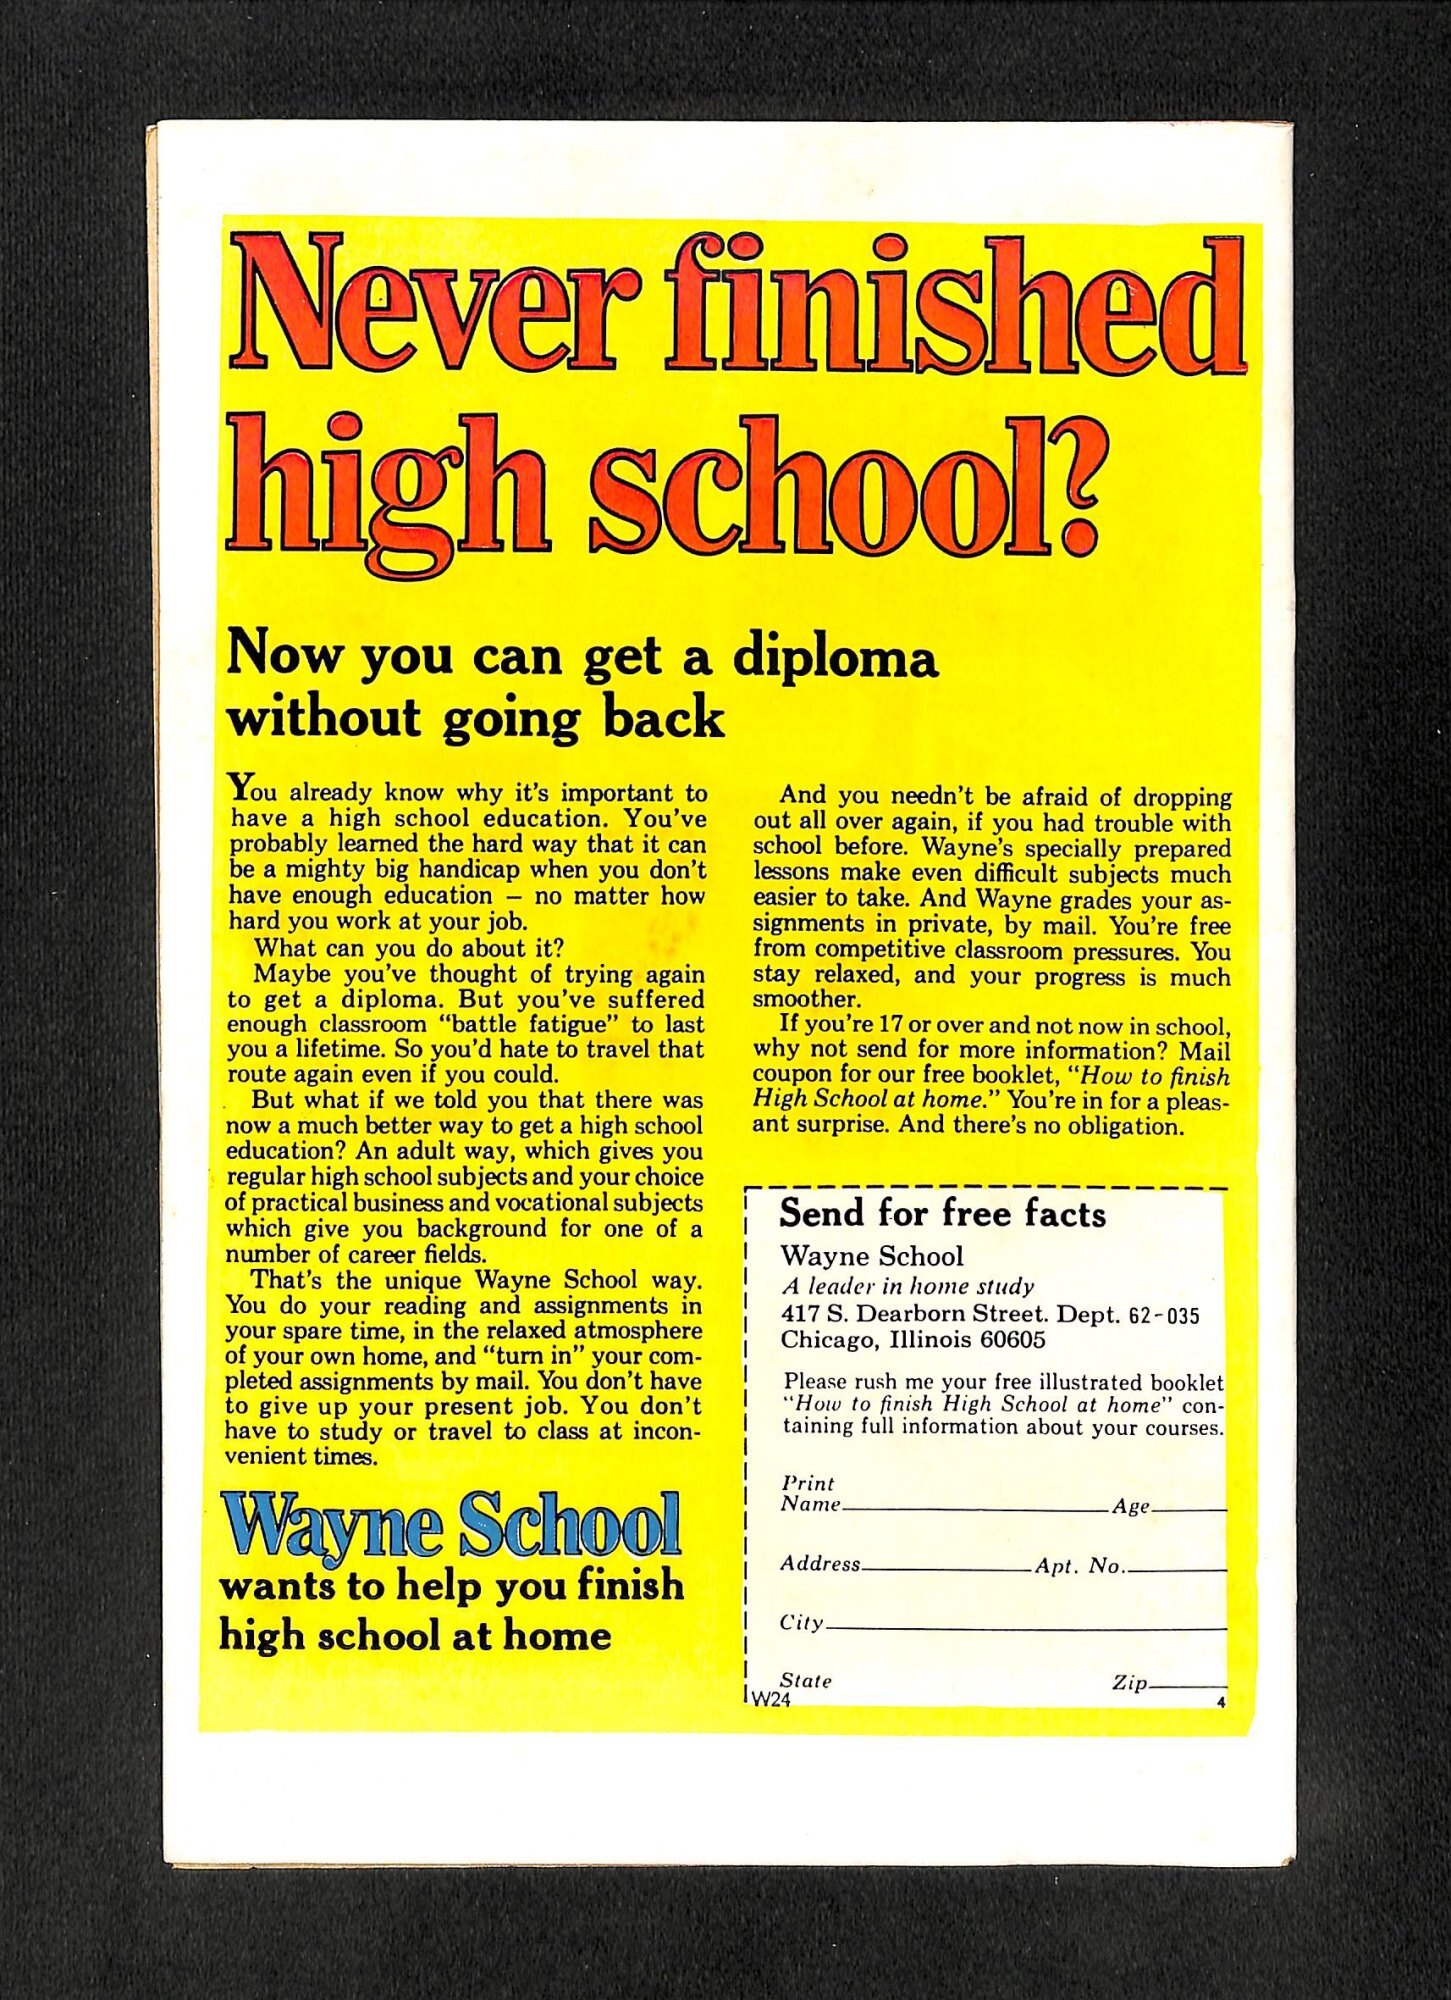 Never finished
high school?
Now you can get a diploma
without going back
You already know why it's important to
have a high school education. You've
probably learned the hard way that it can
be a mighty big handicap when you don't
have enough education – no matter how
hard you work at your job.
What can you do about it?
Maybe you've thought of trying again
to get a diploma. But you've suffered
enough classroom “battle fatigue” to last
you a lifetime. So you'd hate to travel that
route again even if you could.
But what if we told you that there was
now a much better way to get a high school
education? An adult way, which gives you
regular high school subjects and your choice
of practical business and vocational subjects
which give you background for one of a
number of career fields.
That's the unique Wayne School way.
You do your reading and assignments in
your spare time, in the relaxed atmosphere
of your own home, and “turn in” your com-
pleted assignments by mail. You don't have
to give up your present job. You don't
have to study or travel to class at incon-
venient times.
Wayne School
wants to help you finish
high school at home
And you needn't be afraid of dropping
out all over again, if you had trouble with
school before. Wayne's specially prepared
lessons make even difficult subjects much
easier to take. And Wayne grades your as-
signments in private, by mail. You're free
from competitive classroom pressures. You
stay relaxed, and your progress is much
smoother.
If you're 17 or over and not now in school,
why not send for more information? Mail
coupon for our free booklet, “How to finish
High School at home.” You're in for a pleas-
ant surprise. And there's no obligation.
Send for free facts
Wayne School
A leader in home study
417 S. Dearborn Street. Dept. 62-035
Chicago, Illinois 60605
Please rush me your free illustrated booklet
“How to finish High School at home” con-
taining full information about your courses.
Print
Name Age
Address Apt. No.
City
State Zip
W24 4